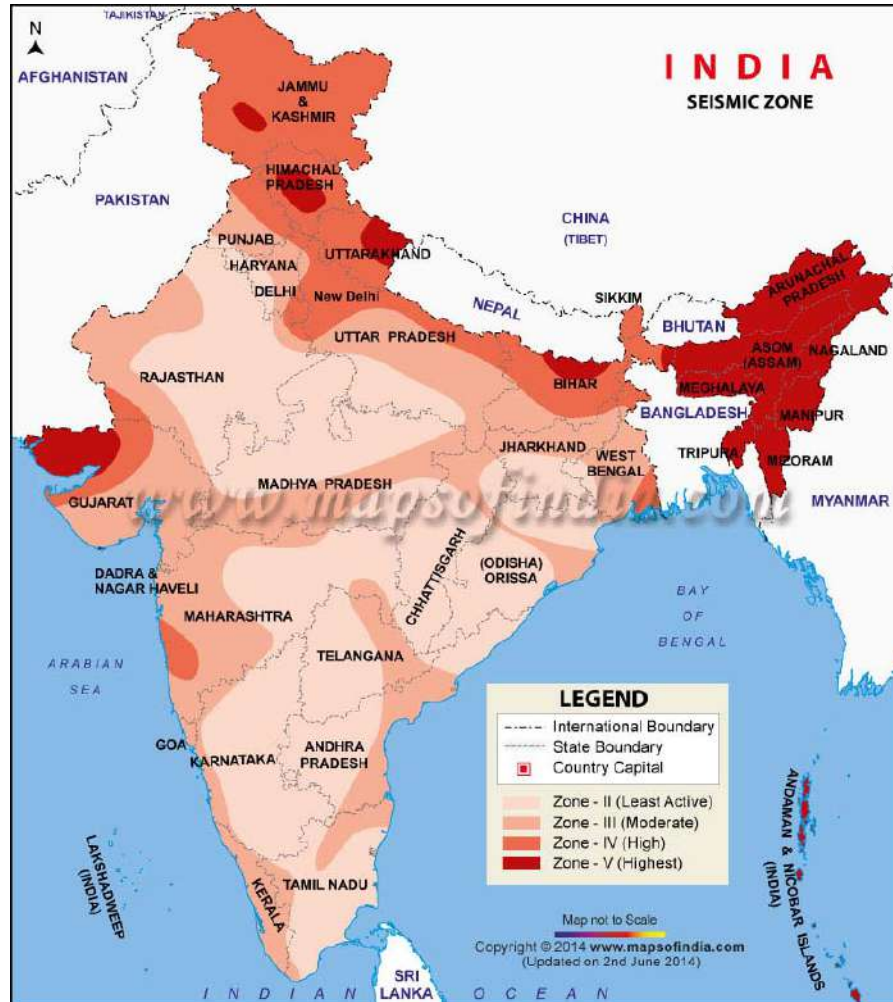 TAJIKISTAN
N
AFGHANISTAN
INDIA
SEISMIC ZONE
JAMMU
&
KASHMIR
HIMACHAL
PRADESH
PAKISTAN
CHINA
(TIBET)
PUNJAB
UTTARAKHAND
HARYANA
DELHI
New Delhi
NEPAL
SIKKIM
ARUNACHAL
PRADESH
BHUTAN
UTTAR PRADESH
ASOM
(ASSAM)
NAGALAND
RAJASTHAN
BIHAR
MEGHALAYA
BANGLADESH
MANIPUR
JHARKHAND
WEST
BENGAL
TRIPURA
MIZORAM
MADHYA PRADESH
GUJARAT
www.mapsofindia.com
MYANMAR
CHHATTISGARH
(ODISHA)
ORISSA
DADRA &
NAGAR HAVELI
MAHARASHTRA
BAY
OF
BENGAL
ARABIAN
SEA
TELANGANA
GOA
KARNATAKA
ANDHRA
PRADESH
LEGEND
International Boundary
State Boundary
Country Capital
Zone - II (Least Active)
Zone - III (Moderate)
Zone - IV (High)
Zone - V (Highest)
LAKSHADWEEP
(INDIA)
KERALA
TAMIL NADU
ANDAMAN & NICOBAR ISLANDS
(INDIA)
Map not to Scale
Copyright © 2014 www.mapsofindia.com
(Updated on 2nd June 2014)
SRI
LANKA
INDIAN OCEAN